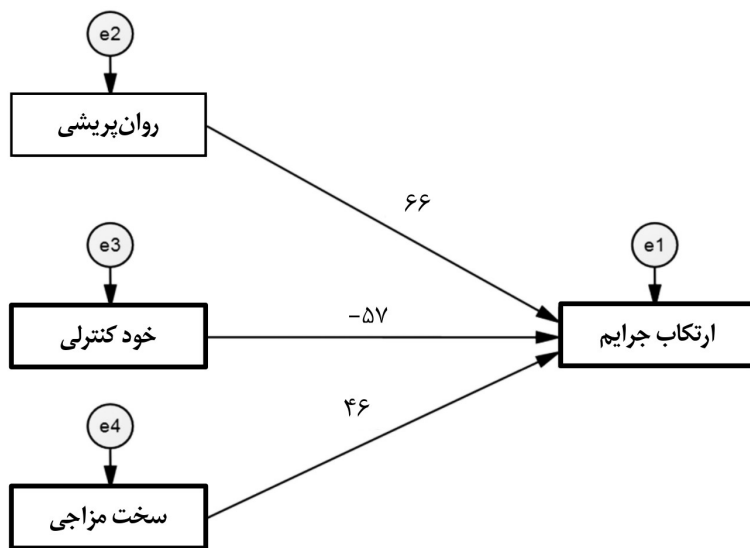 e2
روان‌پریشی
۶۶
e3
e1
خود کنترلی
-۵۷
ارتکاب جرایم
۴۶
e4
سخت مزاجی